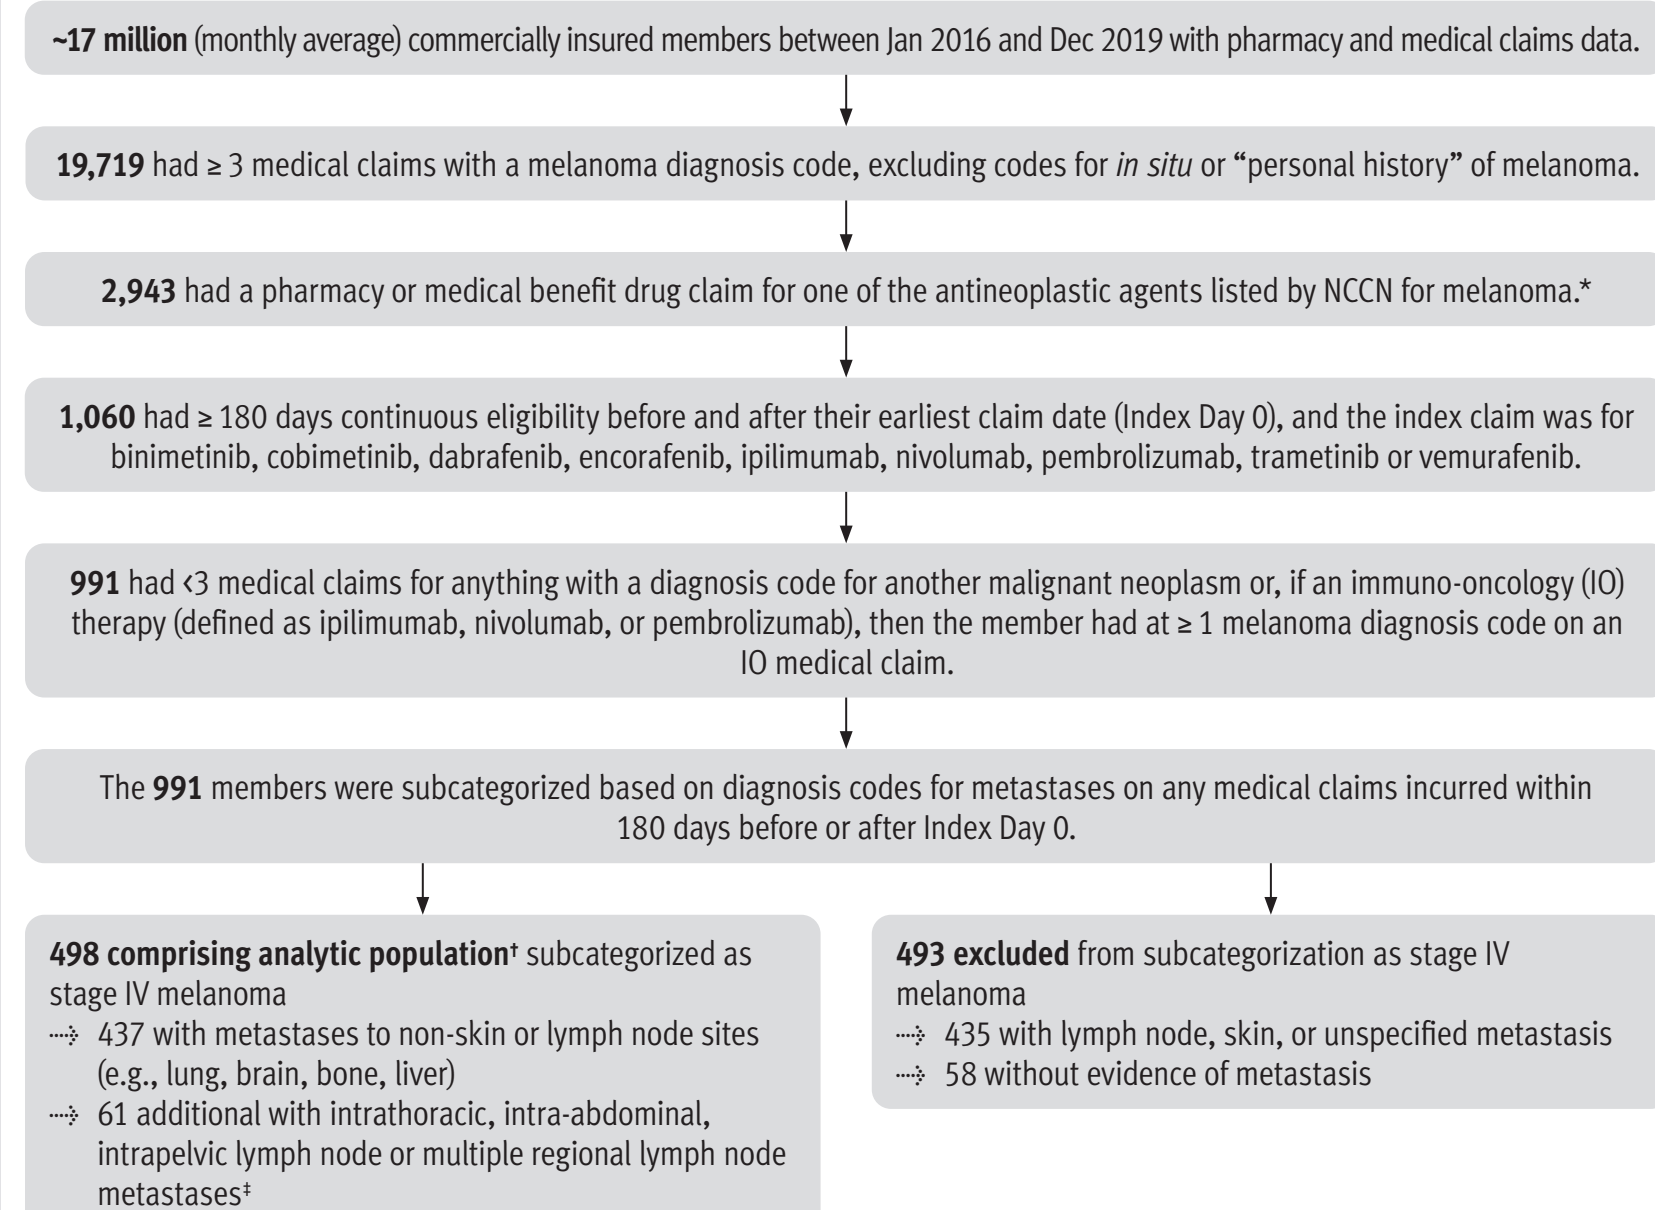 ~17 million (monthly average) commercially insured members between Jan 2016 and Dec 2019 with pharmacy and medical claims data.
19,719 had ≥ 3 medical claims with a melanoma diagnosis code, excluding codes for in situ or “personal history” of melanoma.
2,943 had a pharmacy or medical benefit drug claim for one of the antineoplastic agents listed by NCCN for melanoma.*
1,060 had ≥ 180 days continuous eligibility before and after their earliest claim date (Index Day 0), and the index claim was for
binimetinib, cobimetinib, dabrafenib, encorafenib, ipilimumab, nivolumab, pembrolizumab, trametinib or vemurafenib.
991 had <3 medical claims for anything with a diagnosis code for another malignant neoplasm or, if an immuno-oncology (IO)
therapy (defined as ipilimumab, nivolumab, or pembrolizumab), then the member had at ≥ 1 melanoma diagnosis code on an
IO medical claim.
The 991 members were subcategorized based on diagnosis codes for metastases on any medical claims incurred within
180 days before or after Index Day 0.
498 comprising analytic population† subcategorized as
stage IV melanoma
437 with metastases to non-skin or lymph node sites
(e.g., lung, brain, bone, liver)
61 additional with intrathoracic, intra-abdominal,
intrapelvic lymph node or multiple regional lymph node
metastases‡
493 excluded from subcategorization as stage IV
melanoma
435 with lymph node, skin, or unspecified metastasis
58 without evidence of metastasis